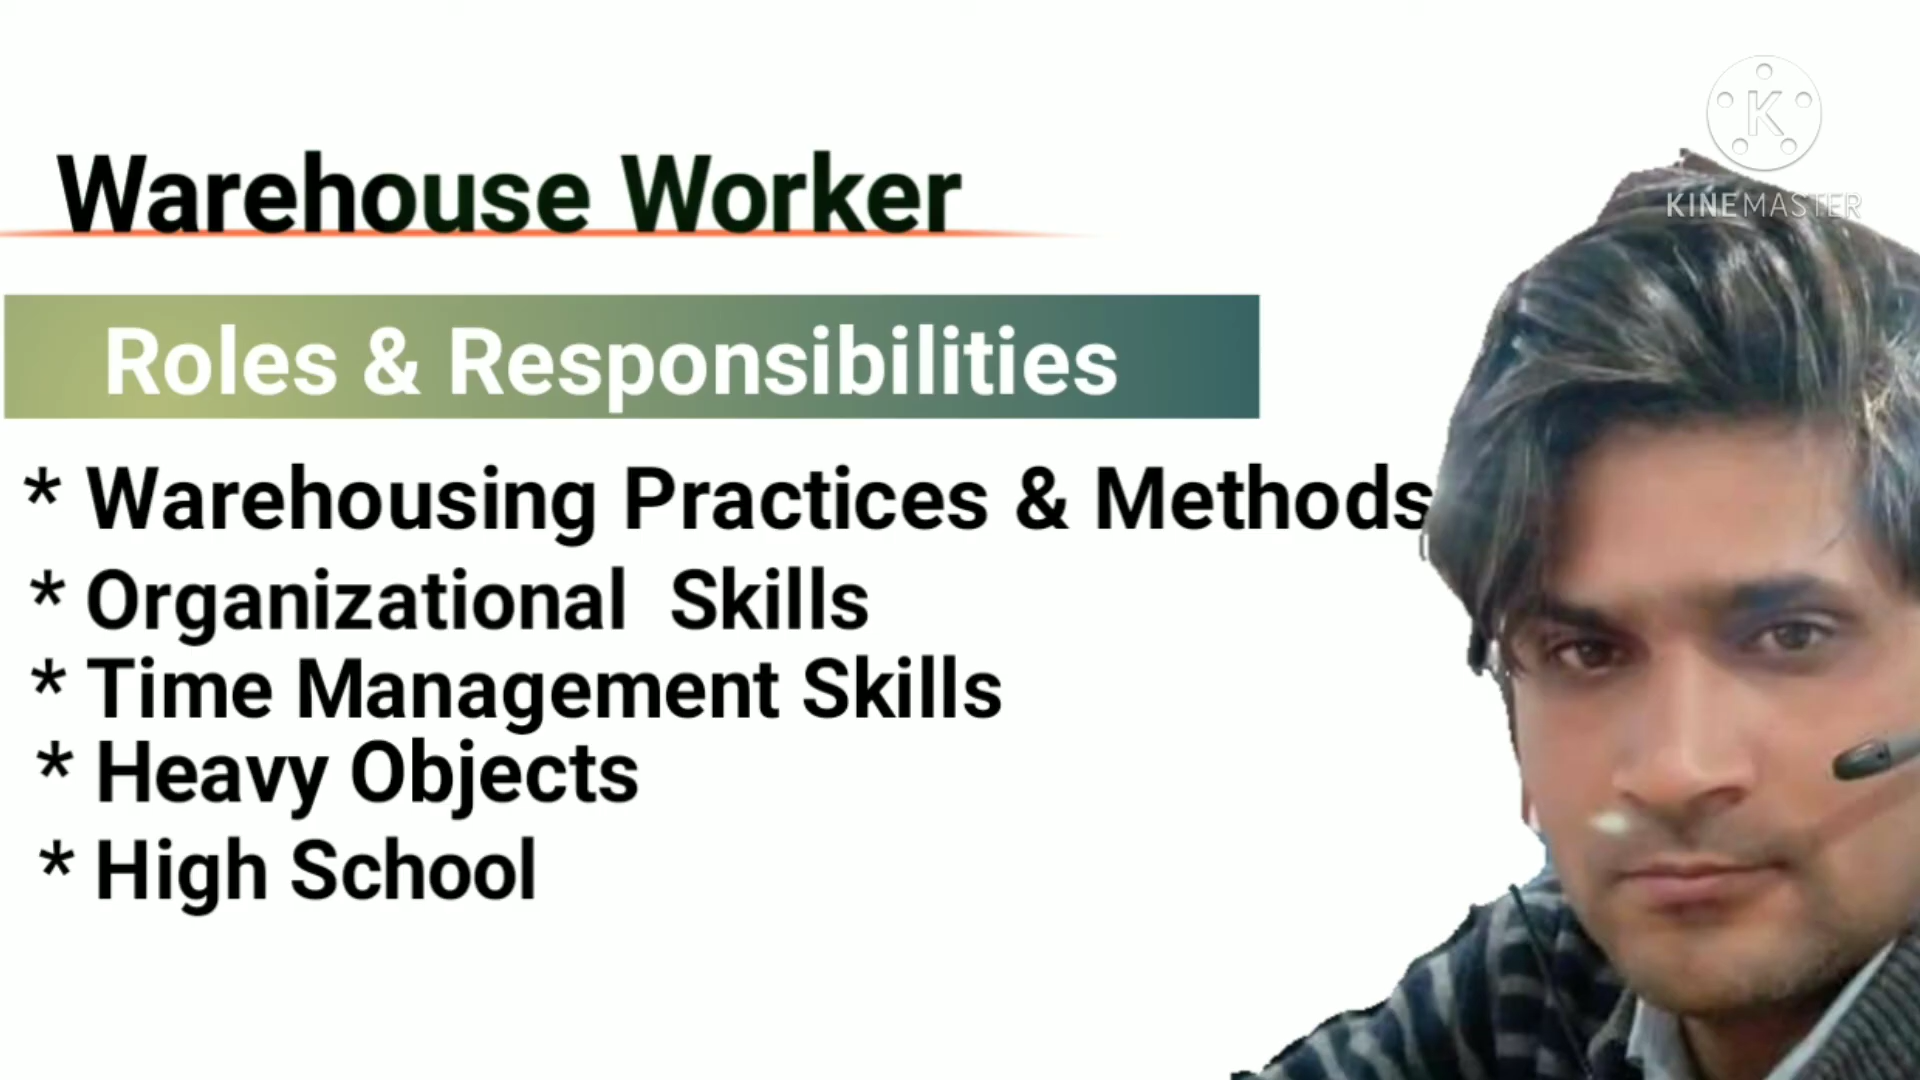 Warehouse Worker
Roles & Responsibilities
* Warehousing Practices & Methods
* Organizational Skills
* Time Management Skills
* Heavy Objects
* High School
K
KINEMASTER